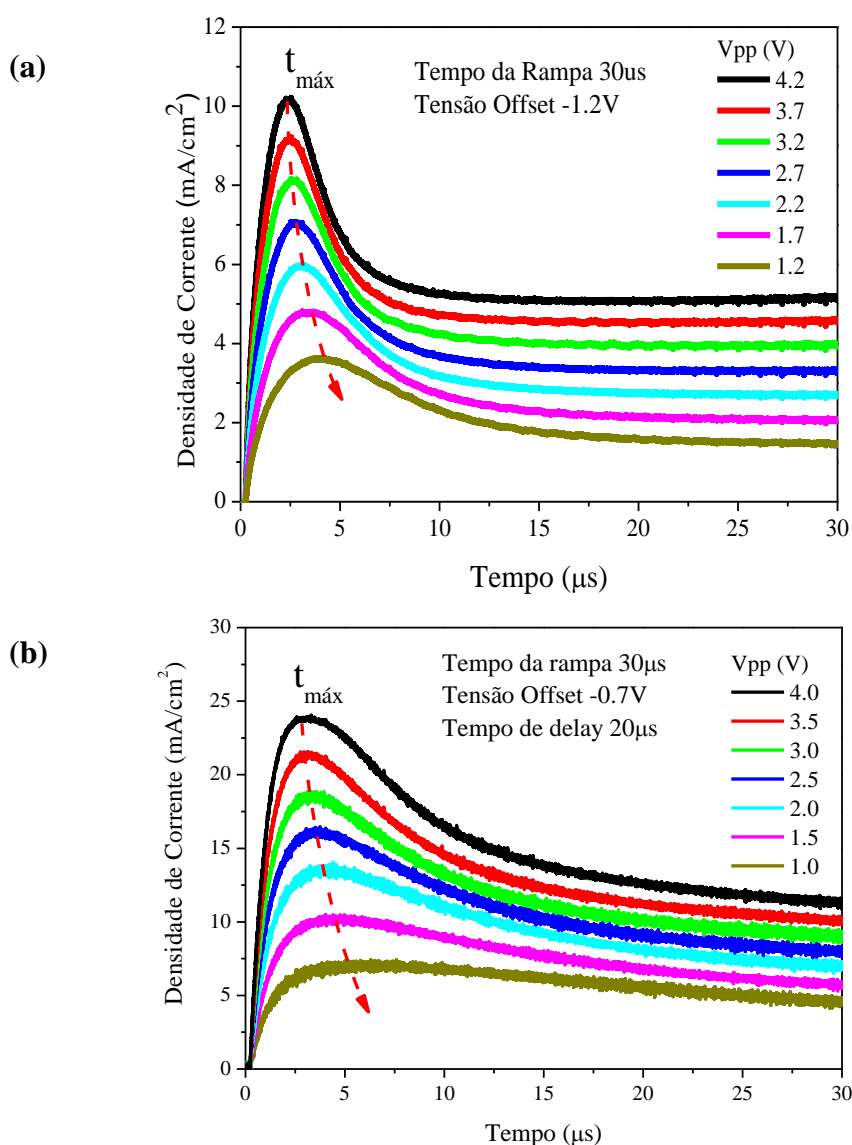 (a)
Densidade de Corrente (mA/cm²)
12
10
8
6
4
2
0
t máx
Tempo da Rampa 30us
Tensão Offset -1.2V
Vpp (V)
4.2
3.7
3.2
2.7
2.2
1.7
1.2
0 5 10 15 20 25 30
Tempo (μs)
(b)
Densidade de Corrente (mA/cm²)
30
25
20
15
10
5
0
t máx
Tempo da rampa 30μs
Tensão Offset -0.7V
Tempo de delay 20μs
Vpp (V)
4.0
3.5
3.0
2.5
2.0
1.5
1.0
0 5 10 15 20 25 30
Tempo (μs)